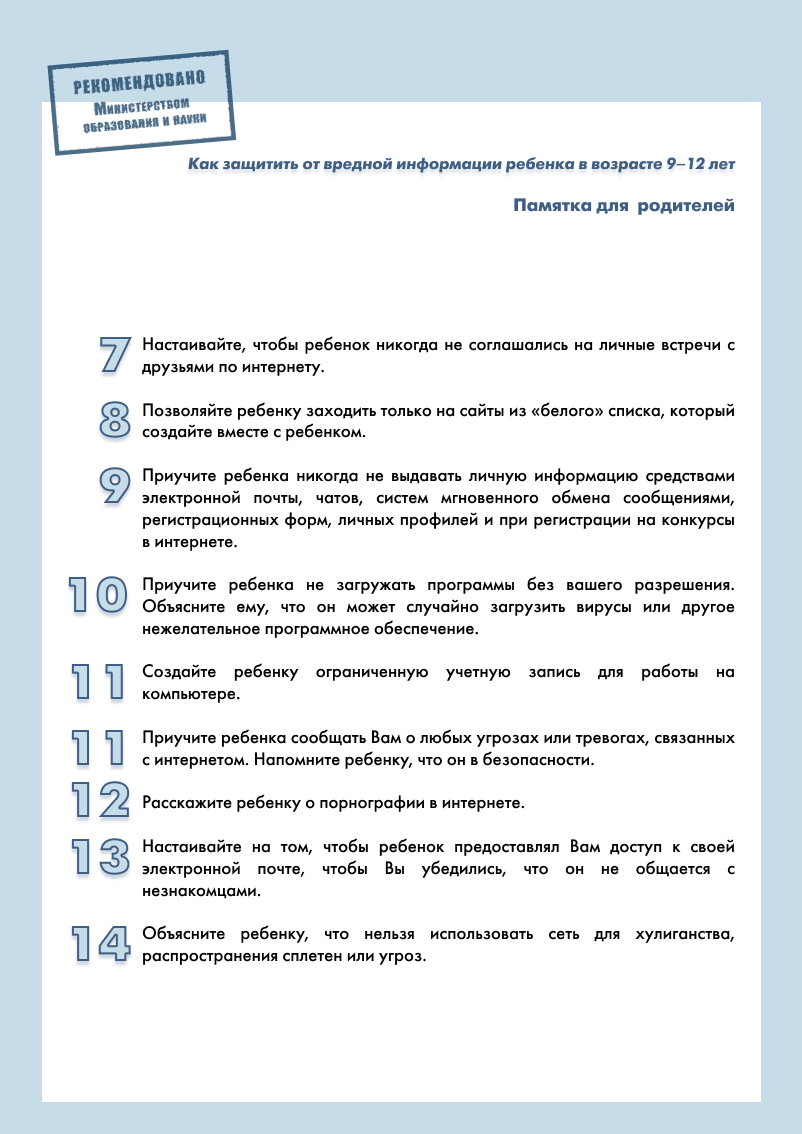 РЕКОМЕНДОВАНО
МИНИСТЕРСТВОМ
ОБРАЗОВАНИЯ И НАУКИ
Как защитить от вредной информации ребенка в возрасте 9–12 лет
Памятка для родителей
7 Настаивайте, чтобы ребенок никогда не соглашались на личные встречи с
друзьями по интернету.
8 Позволяйте ребенку заходить только на сайты из «белого» списка, который
создайте вместе с ребенком.
9 Приучите ребенка никогда не выдавать личную информацию средствами
электронной почты, чатов, систем мгновенного обмена сообщениями,
регистрационных форм, личных профилей и при регистрации на конкурсы
в интернете.
10 Приучите ребенка не загружать программы без вашего разрешения.
Объясните ему, что он может случайно загрузить вирусы или другое
нежелательное программное обеспечение.
11 Создайте ребенку ограниченную учетную запись для работы на
компьютере.
11 Приучите ребенка сообщать Вам о любых угрозах или тревогах, связанных
с интернетом. Напомните ребенку, что он в безопасности.
12 Расскажите ребенку о порнографии в интернете.
13 Настаивайте на том, чтобы ребенок предоставлял Вам доступ к своей
электронной почте, чтобы Вы убедились, что он не общается с
незнакомцами.
14 Объясните ребенку, что нельзя использовать сеть для хулиганства,
распространения сплетен или угроз.